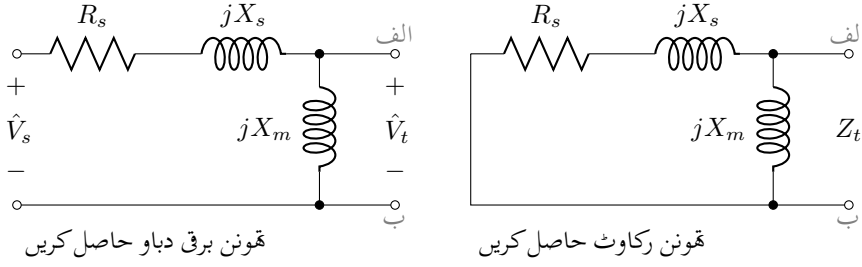 R_s jX_s الف
+ +
V̂_s jX_m V̂_t
− −
ب
تھونن برقی دباو حاصل کریں
R_s jX_s لف
jX_m Z_t
ب
تھونن رکاوٹ حاصل کریں